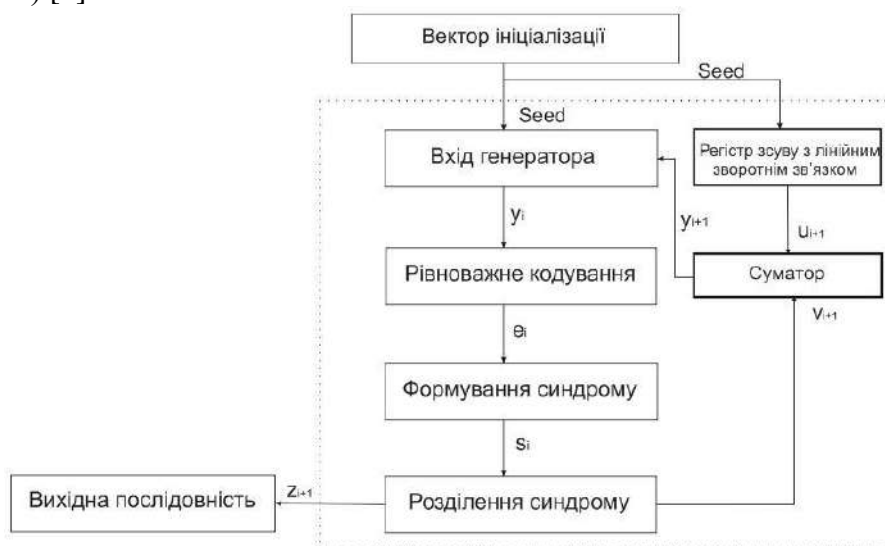 Вектор ініціалізації
Seed
Seed
Вхід генератора
Регістр зсуву з лінійним
зворотнім зв'язком
yi
yi+1
ui+1
Рівноважне кодування
Суматор
vi+1
ei
Формування синдрому
si
Вихідна послідовність
zi+1
Розділення синдрому